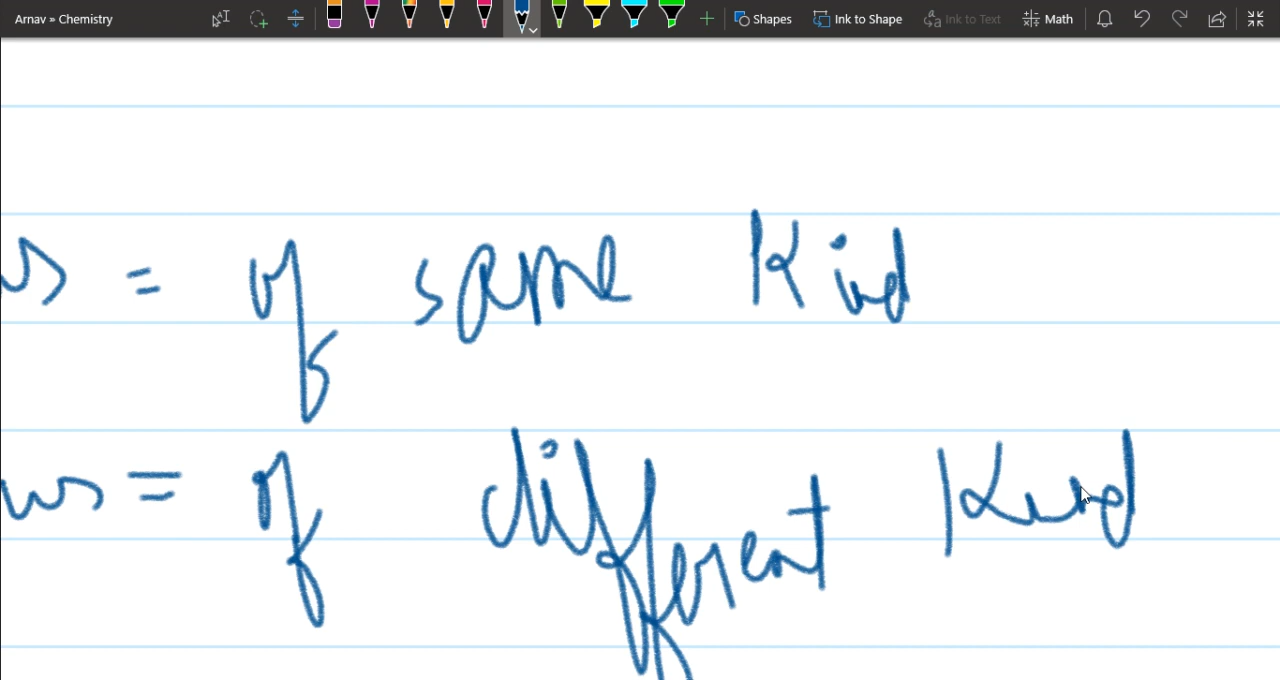 Arnav » Chemistry Shapes Ink to Shape Ink to Text Math
= of same Kind
= of different Kind